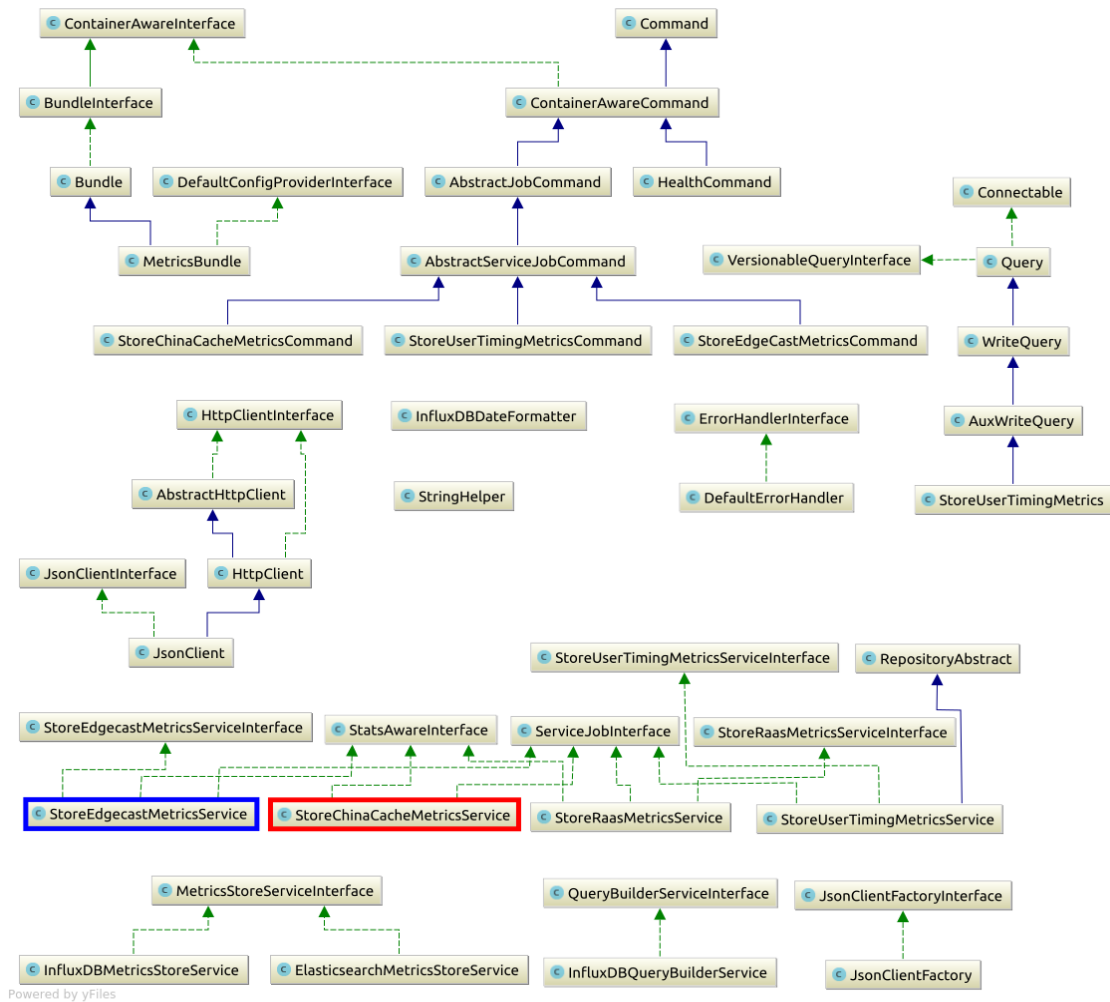 ContainerAwareInterface
Command
BundleInterface
ContainerAwareCommand
Bundle
DefaultConfigProviderInterface
AbstractJobCommand
HealthCommand
Connectable
MetricsBundle
AbstractServiceJobCommand
VersionableQueryInterface
Query
StoreChinaCacheMetricsCommand
StoreUserTimingMetricsCommand
StoreEdgeCastMetricsCommand
WriteQuery
HttpClientInterface
InfluxDBDateFormatter
ErrorHandlerInterface
AuxWriteQuery
AbstractHttpClient
StringHelper
DefaultErrorHandler
StoreUserTimingMetrics
JsonClientInterface
HttpClient
JsonClient
StoreUserTimingMetricsServiceInterface
RepositoryAbstract
StoreEdgecastMetricsServiceInterface
StatsAwareInterface
ServiceJobInterface
StoreRaasMetricsServiceInterface
StoreEdgecastMetricsService
StoreChinaCacheMetricsService
StoreRaasMetricsService
StoreUserTimingMetricsService
MetricsStoreServiceInterface
QueryBuilderServiceInterface
JsonClientFactoryInterface
InfluxDBMetricsStoreService
ElasticsearchMetricsStoreService
InfluxDBQueryBuilderService
JsonClientFactory
Powered by yFiles